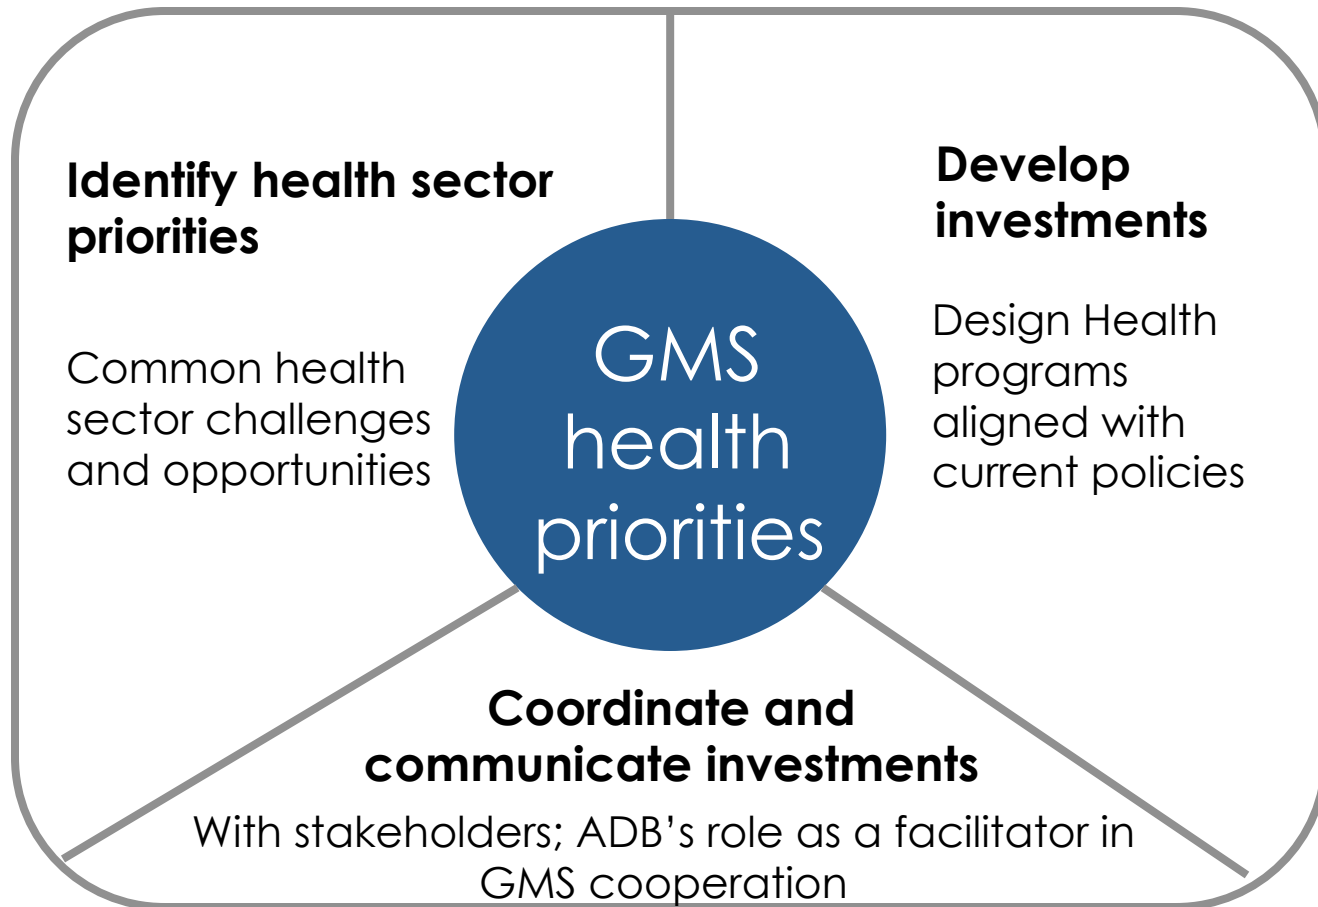 Identify health sector
priorities
Common health
sector challenges
and opportunities
GMS
health
priorities
Develop
investments
Design Health
programs
aligned with
current policies
Coordinate and
communicate investments
With stakeholders; ADB’s role as a facilitator in
GMS cooperation